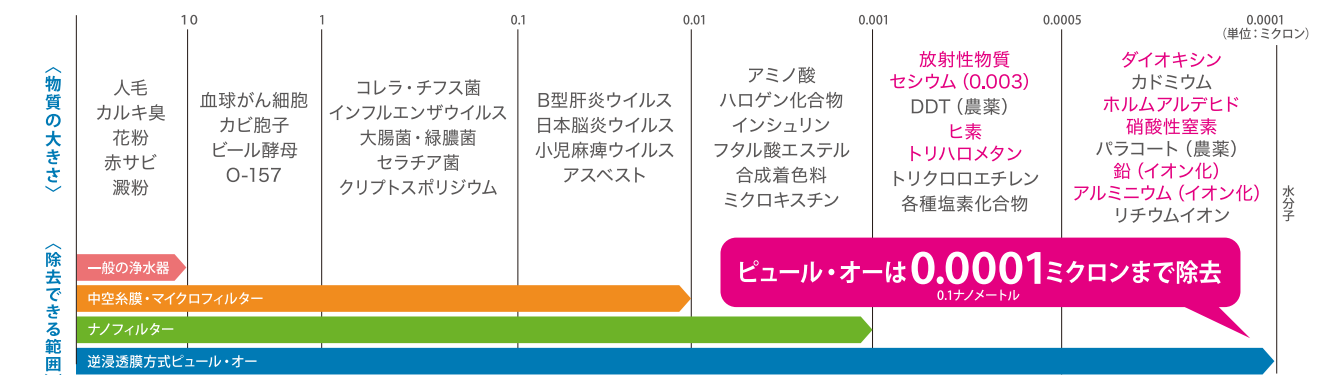 10
1
0.1
0.01
0.001
0.0005
0.0001
（単位：ミクロン）
〈物質の大きさ〉
人毛
カルキ臭
花粉
赤サビ
澱粉
血球がん細胞
カビ胞子
ビール酵母
O-157
コレラ・チフス菌
インフルエンザウイルス
大腸菌・緑膿菌
セラチア菌
クリプトスポリジウム
B型肝炎ウイルス
日本脳炎ウイルス
小児麻痺ウイルス
アスベスト
アミノ酸
ハロゲン化合物
インシュリン
フタル酸エステル
合成着色料
ミクロキスチン
放射性物質
セシウム（0.003）
DDT（農薬）
ヒ素
トリハロメタン
トリクロロエチレン
各種塩素化合物
ダイオキシン
カドミウム
ホルムアルデヒド
硝酸性窒素
パラコート（農薬）
鉛（イオン化）
アルミニウム（イオン化）
リチウムイオン
水分子
〈除去できる範囲
一般の浄水器
中空糸膜・マイクロフィルター
ナノフィルター
逆浸透膜方式ピュール・オー
ピュール・オーは0.0001ミクロンまで除去
0.1ナノメートル